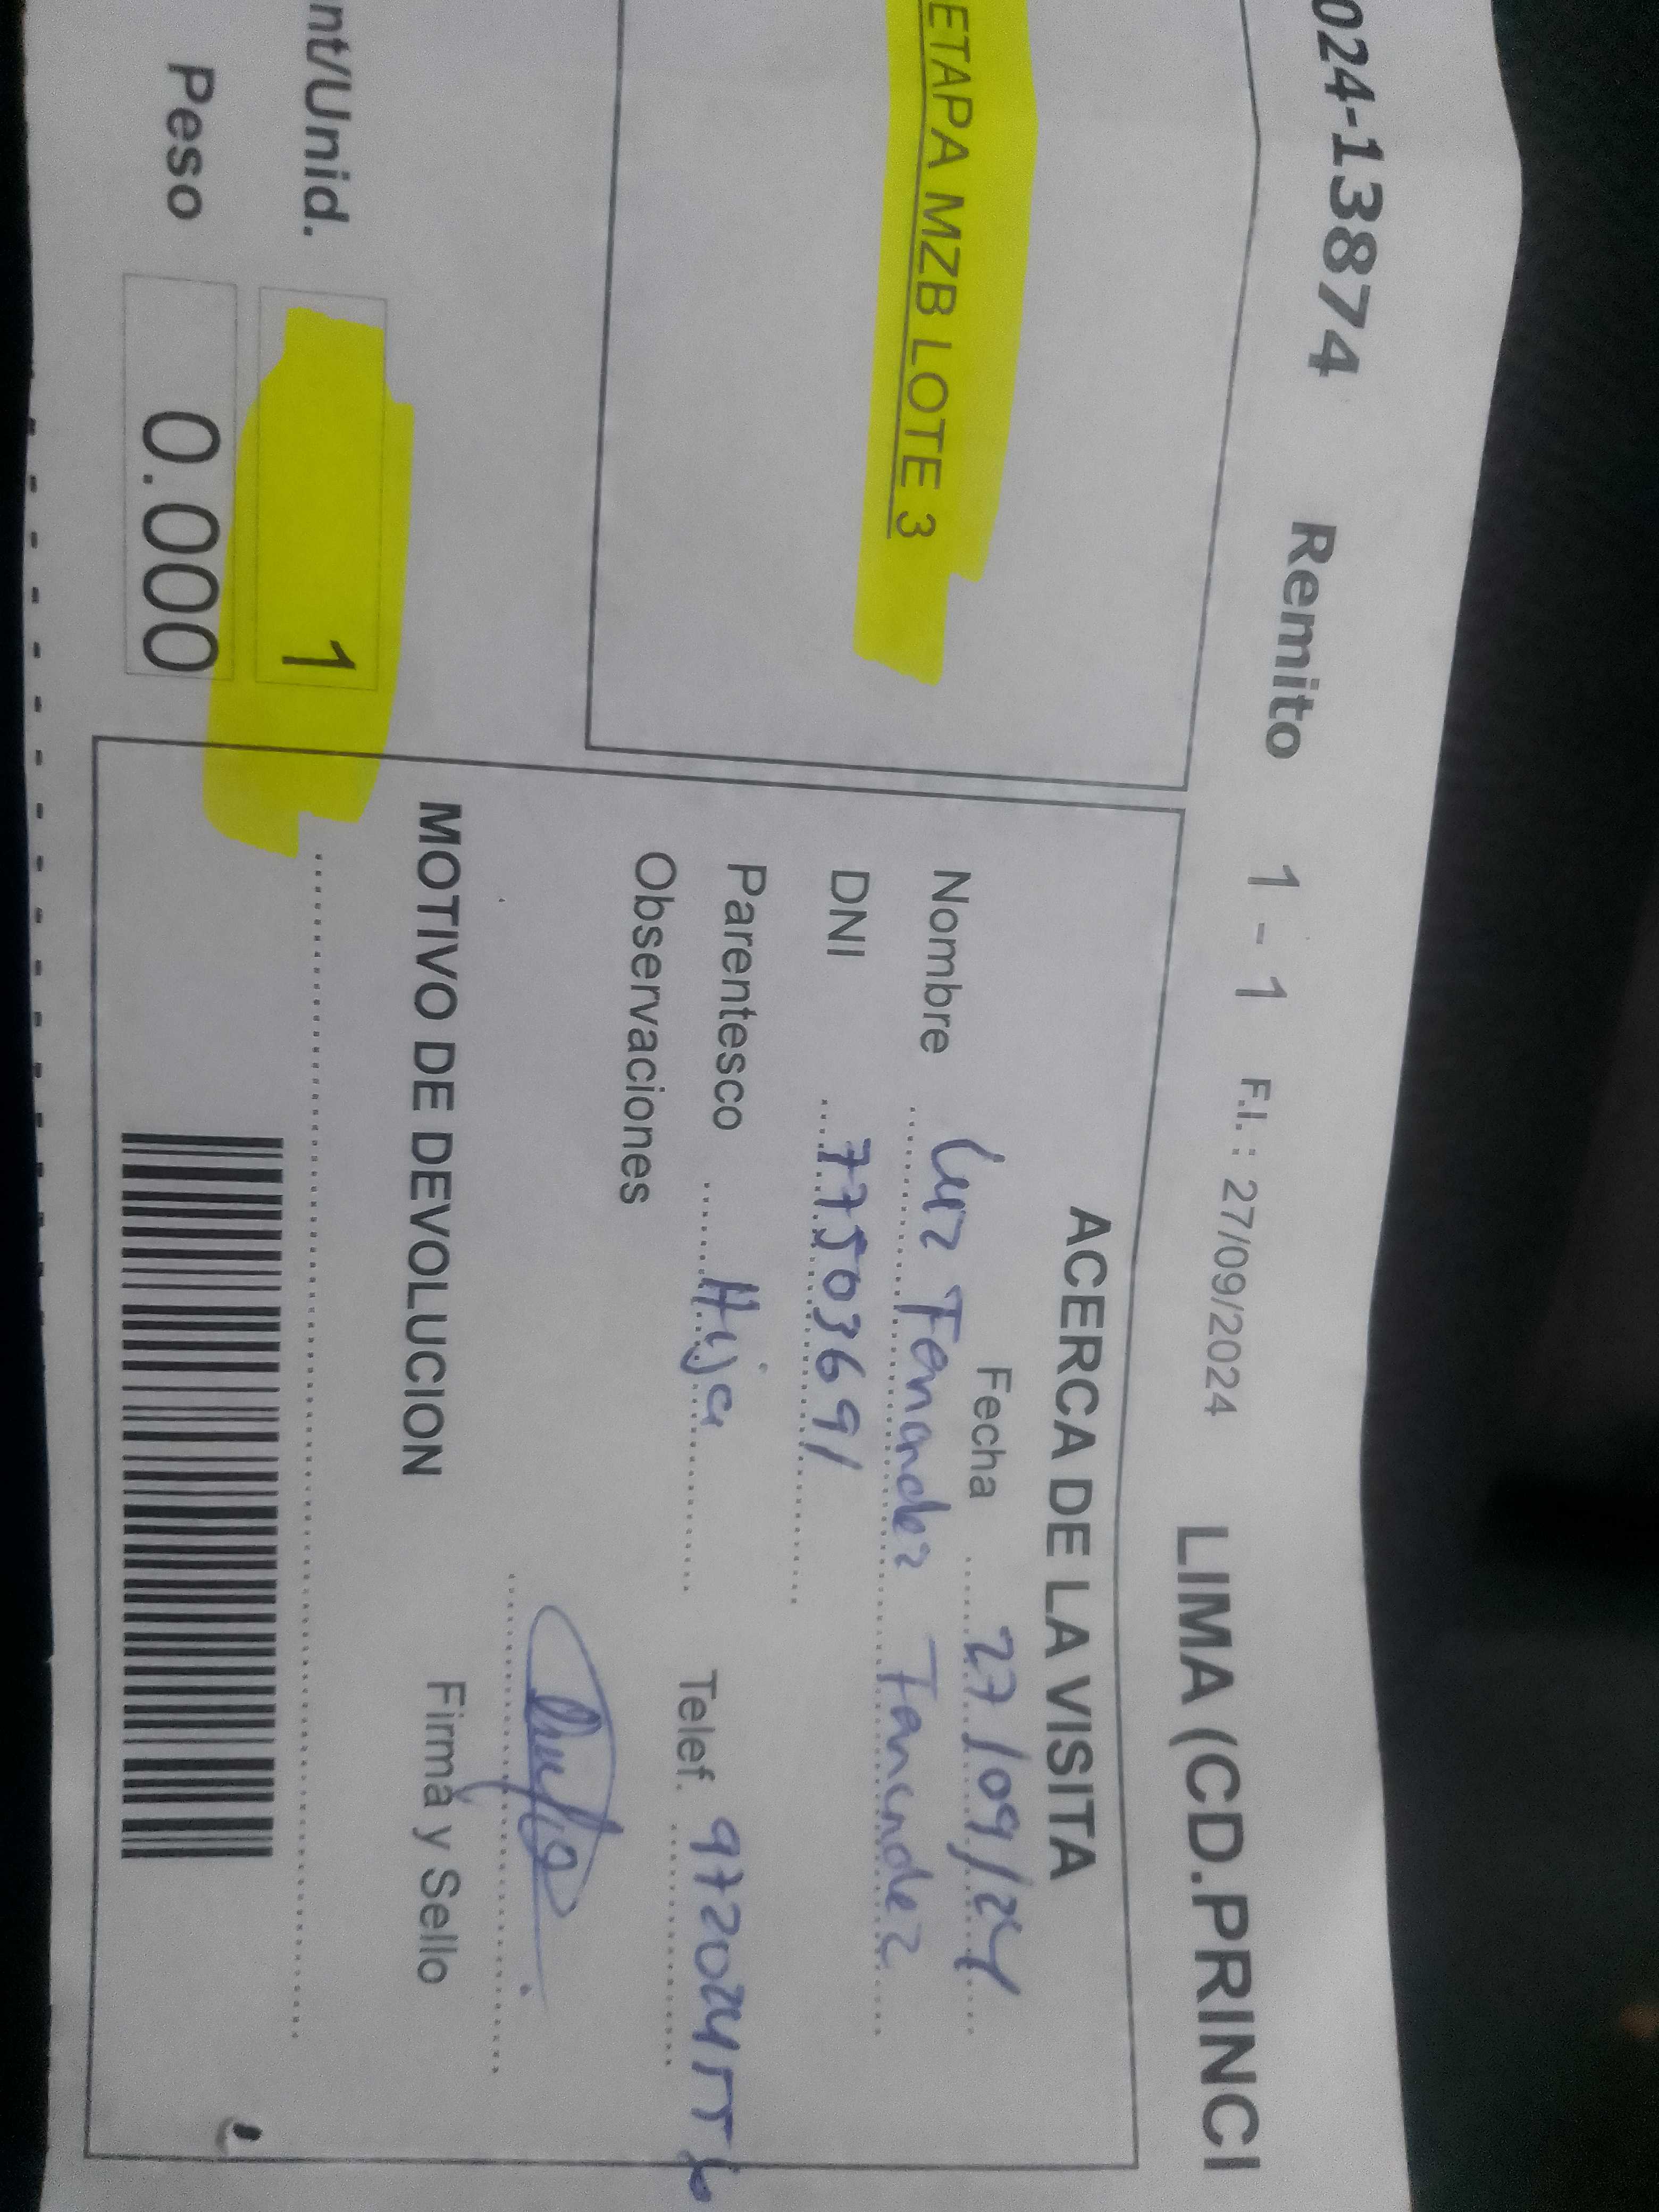 024-13874 Remito 1 - 1 F.I.: 27/09/2024 LIMA (CD.PRINCI
ETAPA MZB LOTE 3
nt/Unid. 1
Peso 0.000
ACERCA DE LA VISITA
Fecha 27/09/24
Nombre Luz Fernandez Fernandez
DNI 77503691
Parentesco Hija Telef.
Observaciones
MOTIVO DE DEVOLUCION Firma y Sello